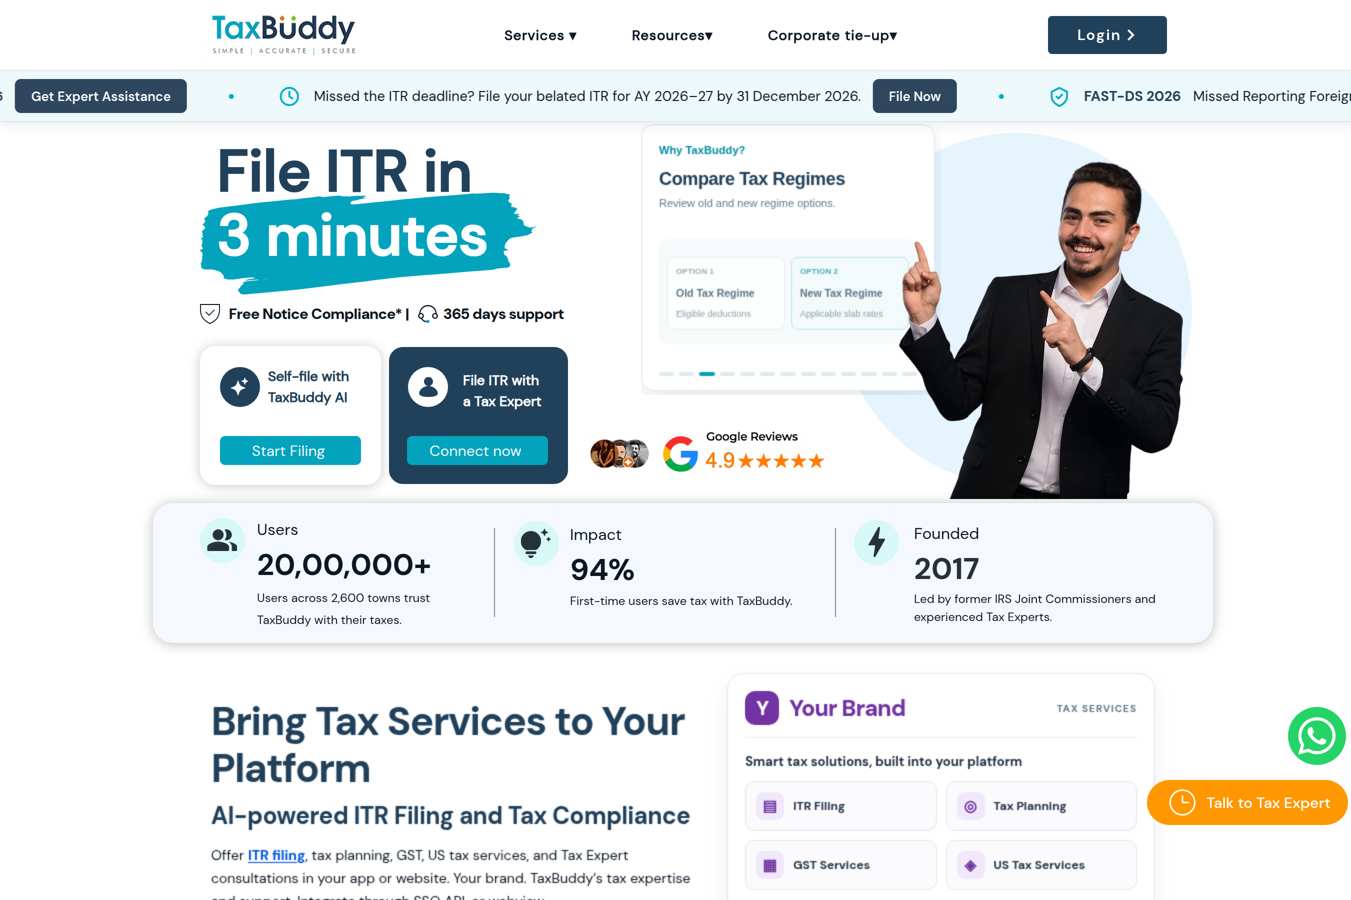 TaxBuddy
SIMPLE | ACCURATE | SECURE
Services ▾
Resources▾
Corporate tie-up▾
Login
6
Get Expert Assistance
Missed the ITR deadline? File your belated ITR for AY 2026–27 by 31 December 2026.
File Now
FAST-DS 2026 Missed Reporting Foreig
File ITR in
3 minutes
Free Notice Compliance* |
365 days support
Self-file with
TaxBuddy AI
Start Filing
File ITR with
a Tax Expert
Connect now
Why TaxBuddy?
Compare Tax Regimes
Review old and new regime options.
OPTION 1
Old Tax Regime
Eligible deductions
OPTION 2
New Tax Regime
Applicable slab rates
Google Reviews
4.9
Users
20,00,000+
Users across 2,600 towns trust
TaxBuddy with their taxes.
Impact
94%
First-time users save tax with TaxBuddy.
Founded
2017
Led by former IRS Joint Commissioners and
experienced Tax Experts.
Bring Tax Services to Your
Platform
AI-powered ITR Filing and Tax Compliance
Offer ITR filing, tax planning, GST, US tax services, and Tax Expert
consultations in your app or website. Your brand. TaxBuddy's tax expertise
and support. Integrate through SSO API, or webview.
Y
Your Brand
TAX SERVICES
Smart tax solutions, built into your platform
ITR Filing
Tax Planning
GST Services
US Tax Services
Talk to Tax Expert